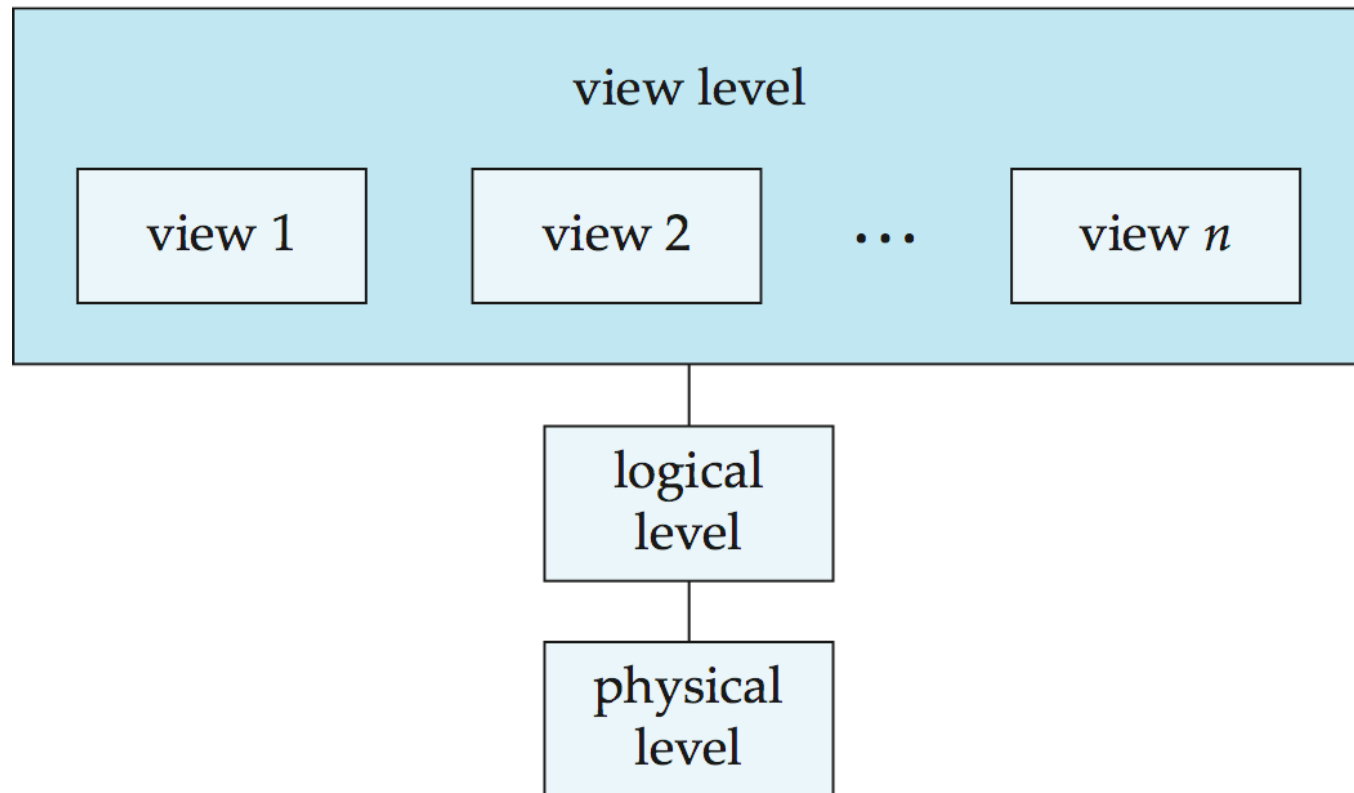 view level
view 1
view 2
...
view n
logical
level
physical
level